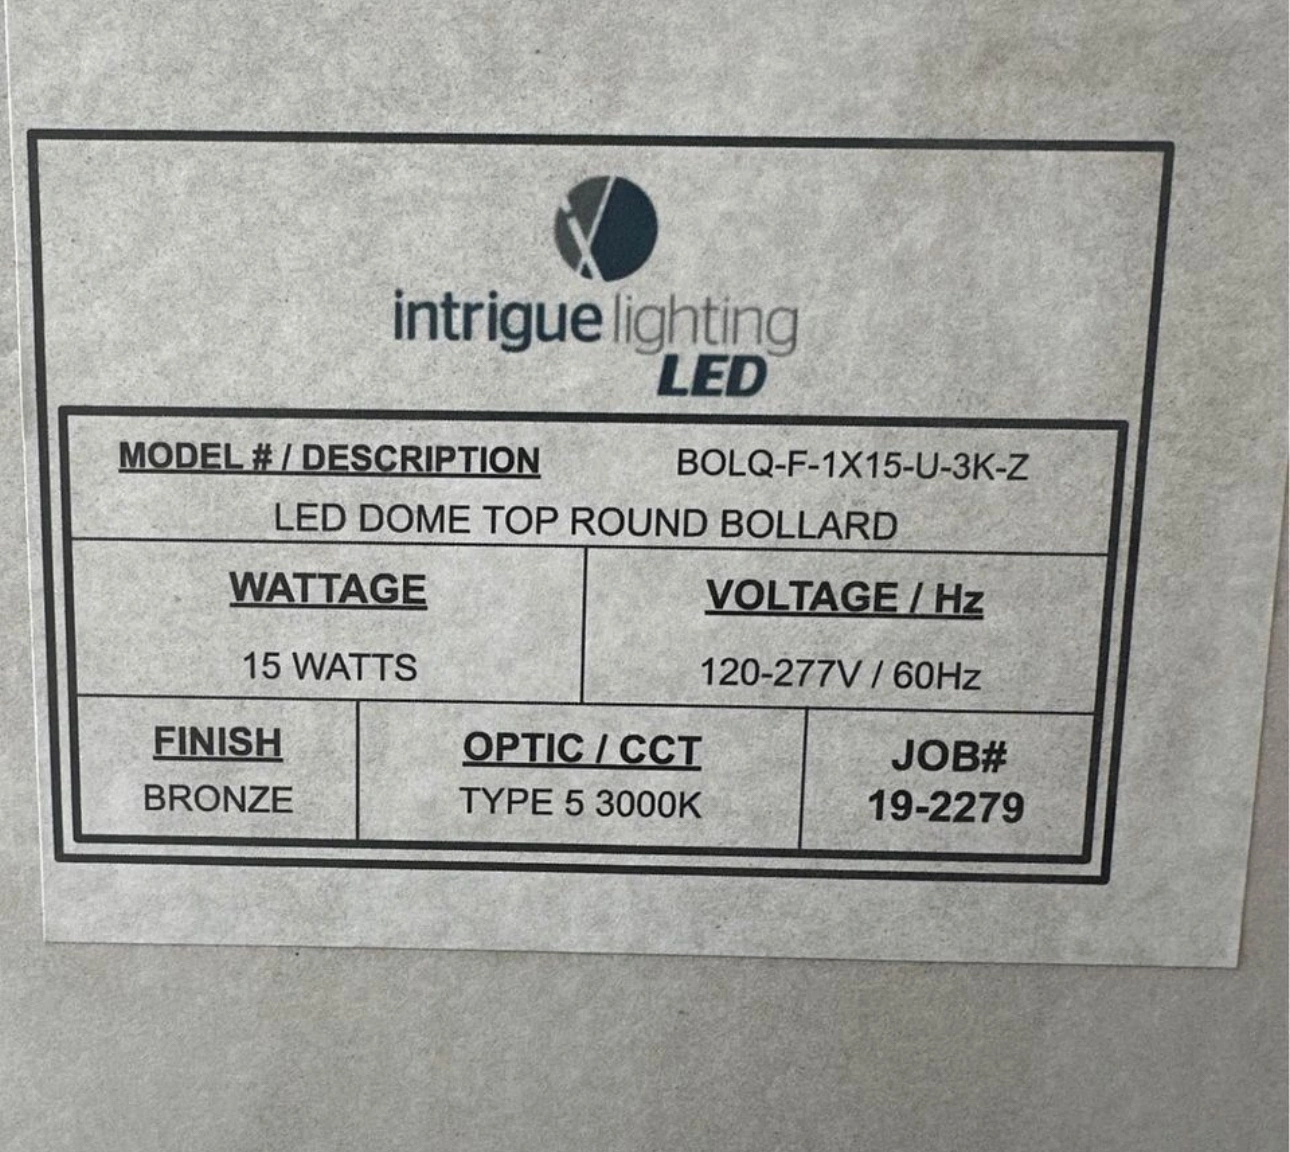 intrigue lighting
LED
MODEL # / DESCRIPTION BOLQ-F-1X15-U-3K-Z
LED DOME TOP ROUND BOLLARD
WATTAGE VOLTAGE / Hz
15 WATTS 120-277V / 60Hz
FINISH OPTIC / CCT JOB#
BRONZE TYPE 5 3000K 19-2279